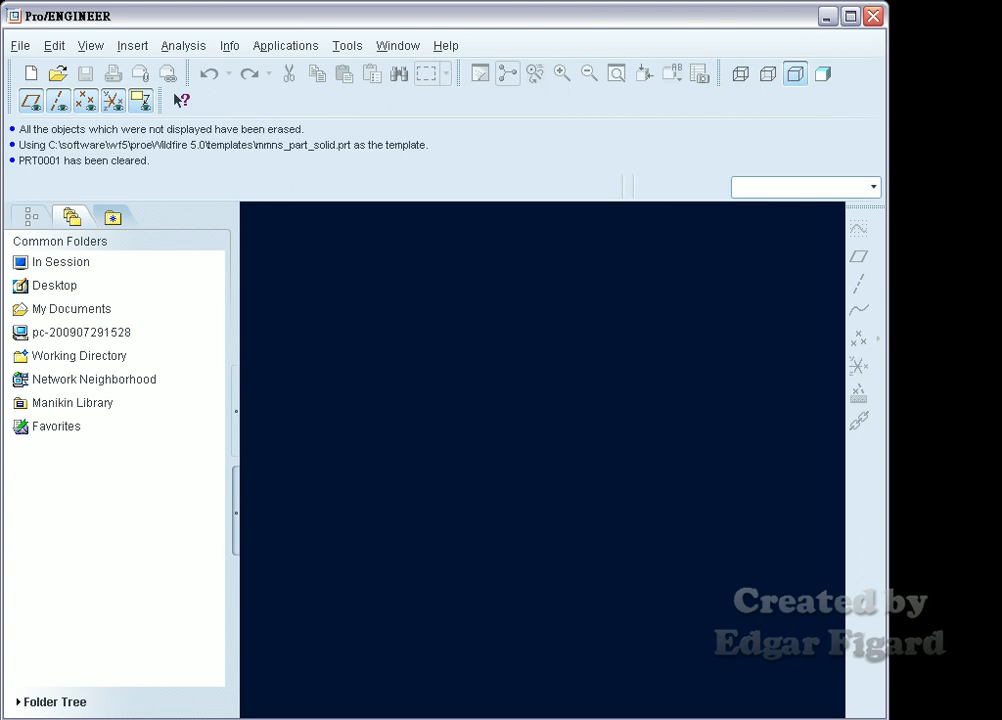 Pro/ENGINEER
File Edit View Insert Analysis Info Applications Tools Window Help
All the objects which were not displayed have been erased.
Using C:\software\wf5\proeWildfire 5.0\templates\mmns_part_solid.prt as the template.
PRT0001 has been cleared.
Common Folders
In Session
Desktop
My Documents
pc-200907291528
Working Directory
Network Neighborhood
Manikin Library
Favorites
Folder Tree
Created by
Edgar Figard